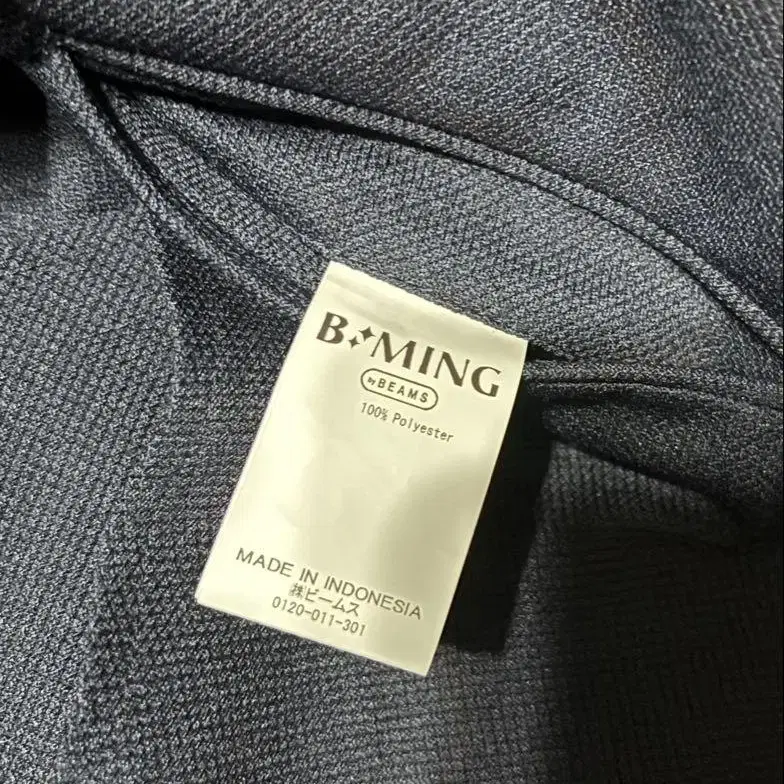 B:MING
by BEAMS
100% Polyester
MADE IN INDONESIA
㈱ビームス
0120-011-301